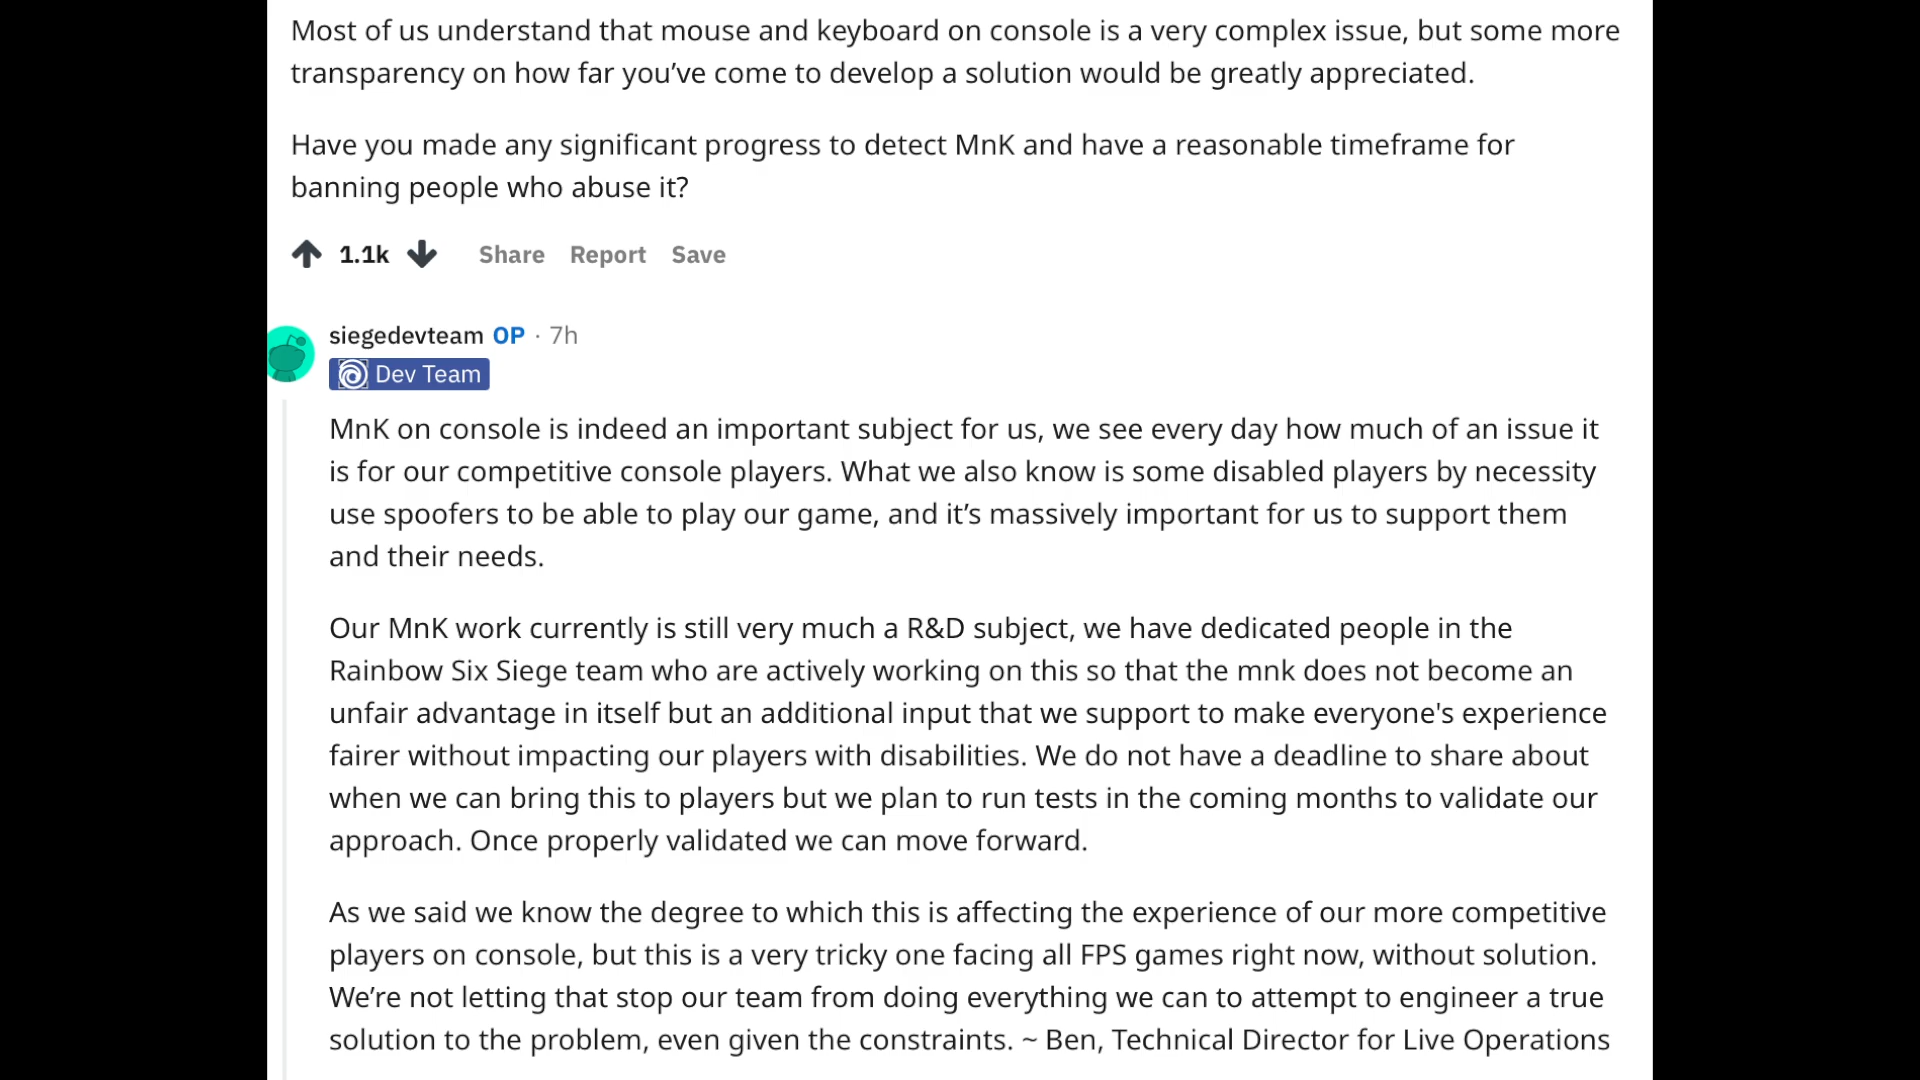 Most of us understand that mouse and keyboard on console is a very complex issue, but some more
transparency on how far you’ve come to develop a solution would be greatly appreciated.
Have you made any significant progress to detect MnK and have a reasonable timeframe for
banning people who abuse it?
1.1k Share Report Save
siegedevteam OP · 7h
Dev Team
MnK on console is indeed an important subject for us, we see every day how much of an issue it
is for our competitive console players. What we also know is some disabled players by necessity
use spoofers to be able to play our game, and it’s massively important for us to support them
and their needs.
Our MnK work currently is still very much a R&D subject, we have dedicated people in the
Rainbow Six Siege team who are actively working on this so that the mnk does not become an
unfair advantage in itself but an additional input that we support to make everyone's experience
fairer without impacting our players with disabilities. We do not have a deadline to share about
when we can bring this to players but we plan to run tests in the coming months to validate our
approach. Once properly validated we can move forward.
As we said we know the degree to which this is affecting the experience of our more competitive
players on console, but this is a very tricky one facing all FPS games right now, without solution.
We’re not letting that stop our team from doing everything we can to attempt to engineer a true
solution to the problem, even given the constraints. ~ Ben, Technical Director for Live Operations